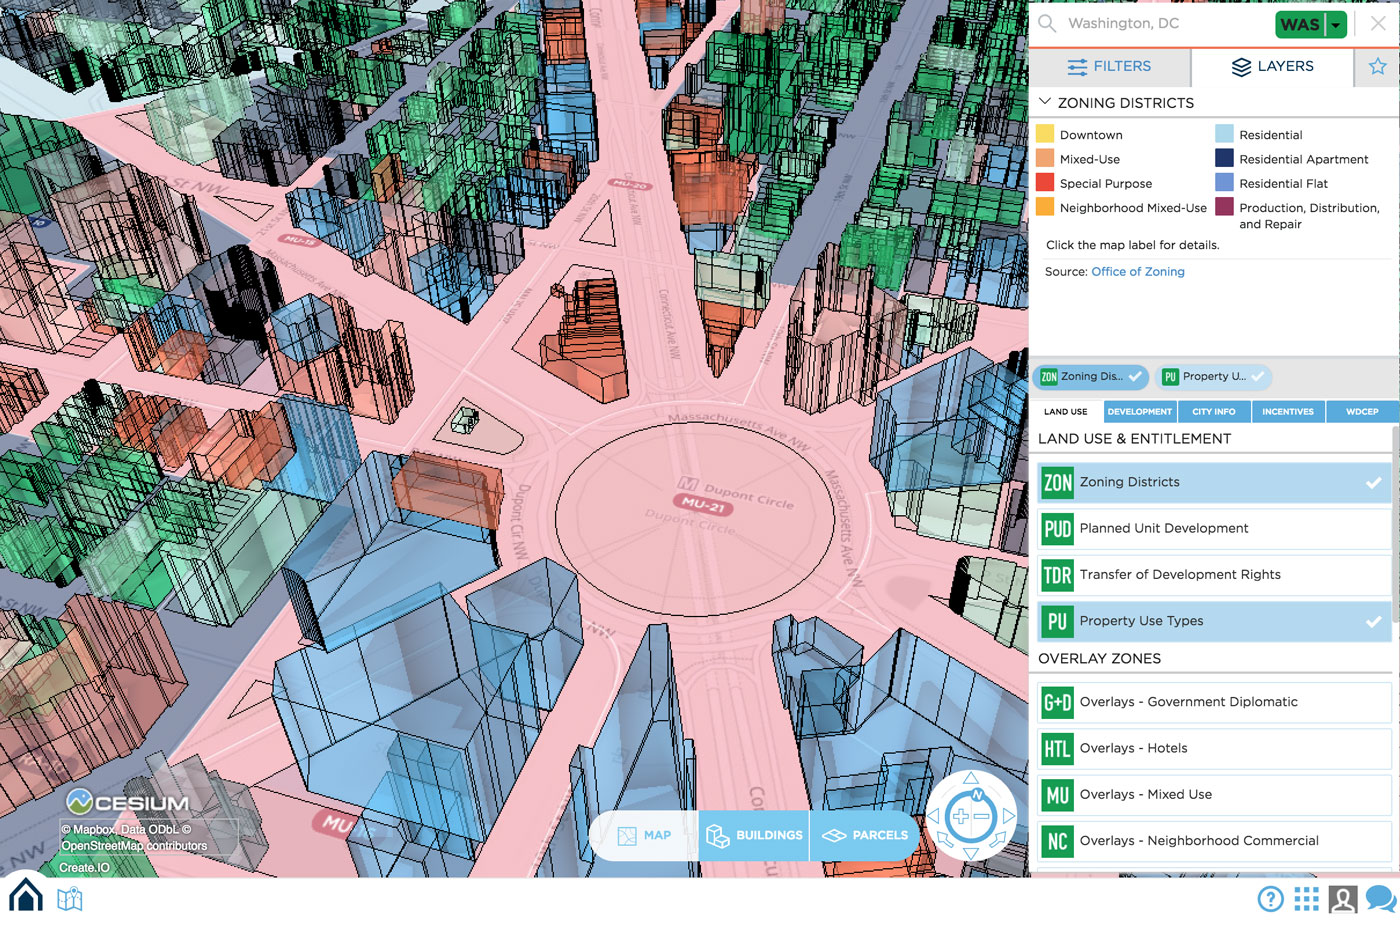 Washington, DC
WAS
FILTERS
LAYERS
ZONING DISTRICTS
Downtown
Mixed-Use
Special Purpose
Neighborhood Mixed-Use
Residential
Residential Apartment
Residential Flat
Production, Distribution,
and Repair
Click the map label for details.
Source: Office of Zoning
ZON Zoning Dis...
PU Property U...
LAND USE
DEVELOPMENT
CITY INFO
INCENTIVES
WDCEP
LAND USE & ENTITLEMENT
ZON Zoning Districts
PUD Planned Unit Development
TDR Transfer of Development Rights
PU Property Use Types
OVERLAY ZONES
G+D Overlays - Government Diplomatic
HTL Overlays - Hotels
MU Overlays - Mixed Use
NC Overlays - Neighborhood Commercial
MU-20
MU-15
Massachusetts Ave NW
Connecticut Ave NW
Massachusetts Ave NW
M Dupont Circle
MU-21
Dupont Circle
Dupont Cir NW
Massachusetts Ave NW
CESIUM
© Mapbox, Data ODbL ©
OpenStreetMap contributors
Create.IO
MAP
BUILDINGS
PARCELS
N
?